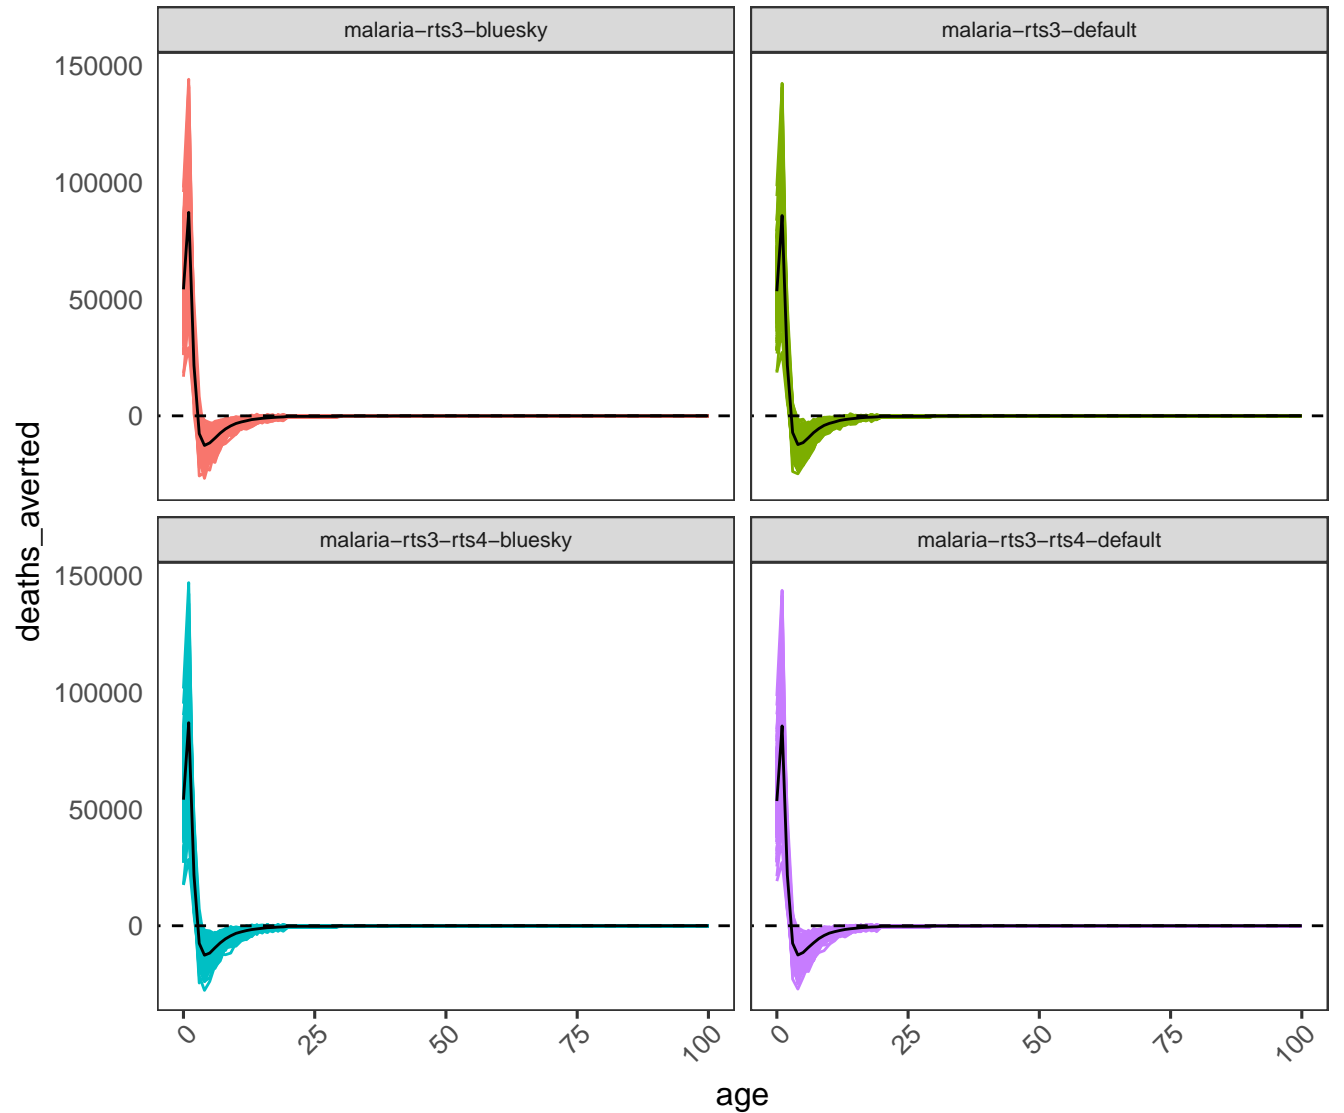 malaria−rts3−bluesky
malaria−rts3−default
150000
100000
50000
0
malaria−rts3−rts4−bluesky
malaria−rts3−rts4−default
150000
100000
50000
0
deaths_averted
0 25 50 75 100
0 25 50 75 100
age